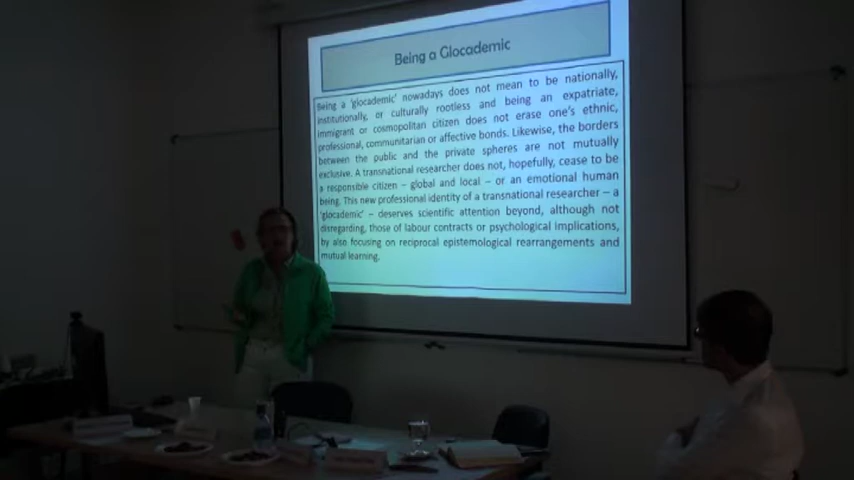 Being a Glocademic
Being a 'glocademic' nowadays does not mean to be nationally,
institutionally, or culturally rootless and being an expatriate,
immigrant or cosmopolitan citizen does not erase one's ethnic,
professional, communitarian or affective bonds. Likewise, the borders
between the public and the private spheres are not mutually
exclusive. A transnational researcher does not, hopefully, cease to be
a responsible citizen – global and local – or an emotional human
being. This new professional identity of a transnational researcher – a
'glocademic' – deserves scientific attention beyond, although not
disregarding, those of labour contracts or psychological implications,
by also focusing on reciprocal epistemological rearrangements and
mutual learning.